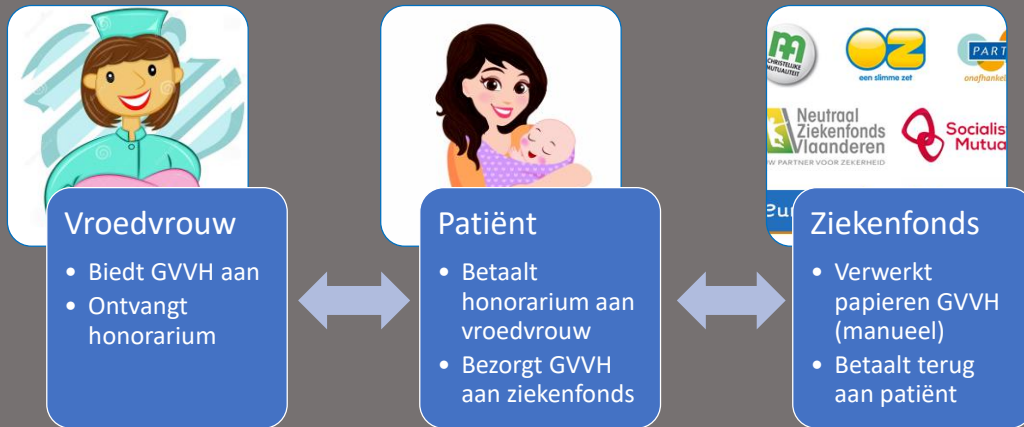 CHRISTELIJKE
MUTUALITEIT
OZ
een slimme zet
PART
onafhankel
Neutraal
Ziekenfonds
Vlaanderen
W PARTNER VOOR ZEKERHEID
Socialis
Mutua
Vroedvrouw
• Biedt GVVH aan
• Ontvangt
honorarium
Patiënt
• Betaalt
honorarium aan
vroedvrouw
• Bezorgt GVVH
aan ziekenfonds
Ziekenfonds
• Verwerkt
papieren GVVH
(manueel)
• Betaalt terug
aan patiënt